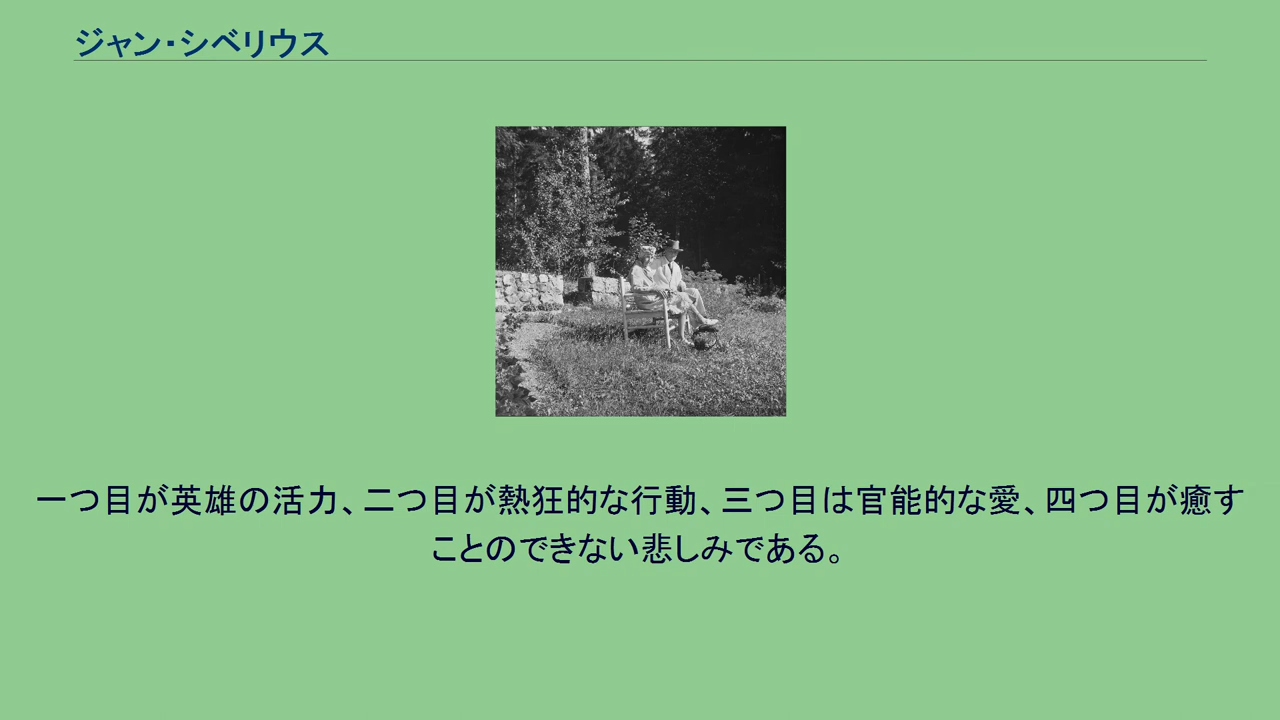 ジャン・シベリウス
一つ目が英雄の活力、二つ目が熱狂的な行動、三つ目は官能的な愛、四つ目が癒す
ことのできない悲しみである。